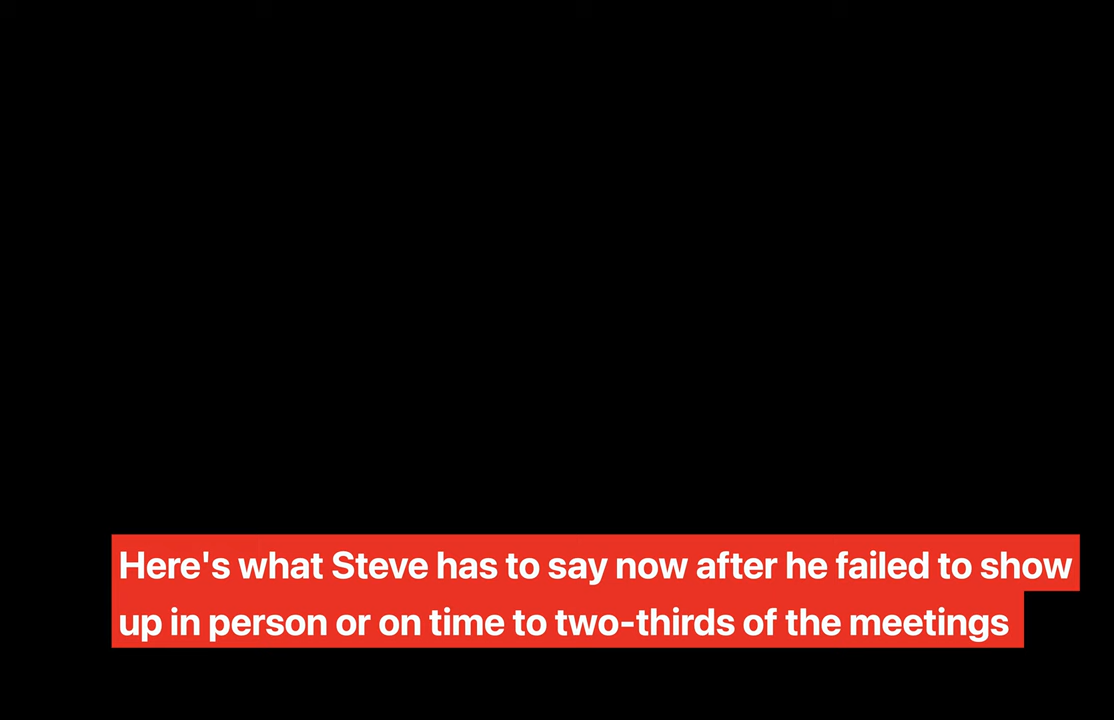 Here's what Steve has to say now after he failed to show
up in person or on time to two-thirds of the meetings